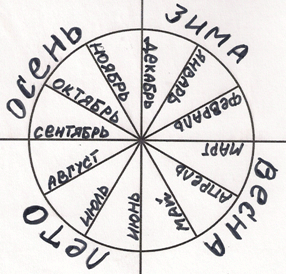 ЗИМА
ДЕКАБРЬ
ЯНВАРЬ
ФЕВРАЛЬ
ВЕСНА
МАРТ
АПРЕЛЬ
МАЙ
ЛЕТО
ИЮНЬ
ИЮЛЬ
АВГУСТ
ОСЕНЬ
СЕНТЯБРЬ
ОКТЯБРЬ
НОЯБРЬ